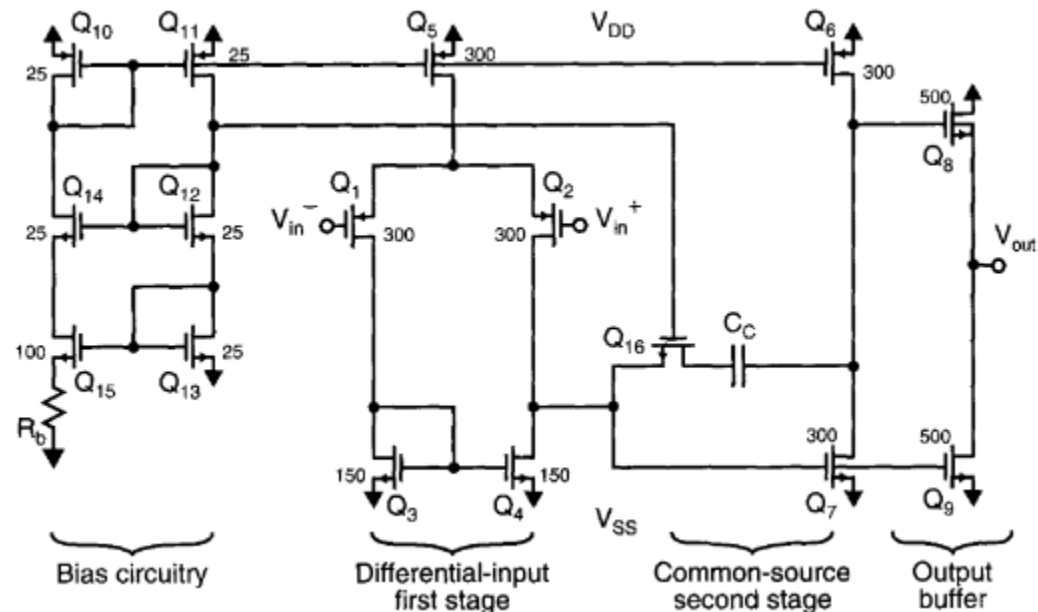 Q10
Q11
Q5
VDD
Q6
25
25
300
300
500
Q8
Q14
Q12
Q1
Q2
Vin−
Vin+
25
25
300
300
Vout
Q16
CC
100
25
Q15
Q13
Rb
300
500
150
150
Q3
Q4
VSS
Q7
Q9
Bias circuitry
Differential-input
first stage
Common-source
second stage
Output
buffer